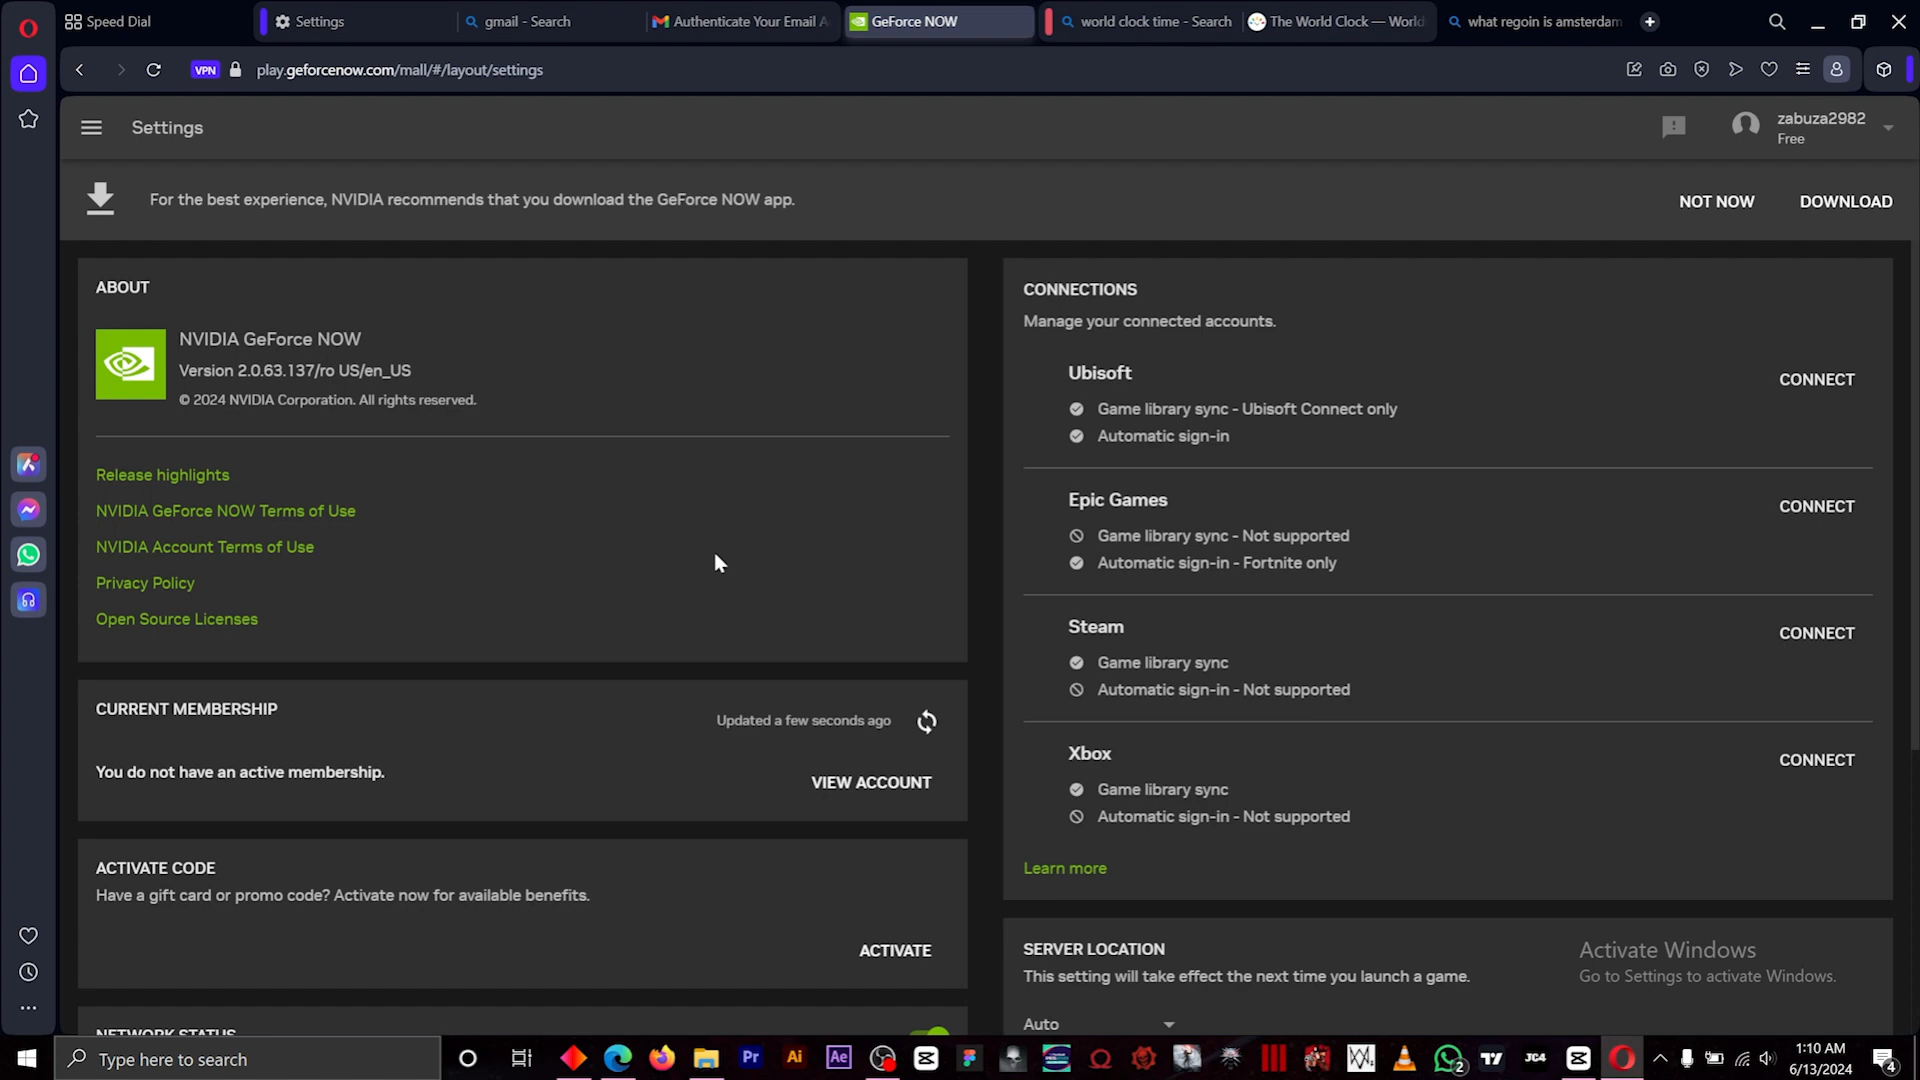 Speed Dial
Settings
gmail - Search
Authenticate Your Email A
GeForce NOW
world clock time - Search
The World Clock — World
what regoin is amsterdam
VPN
play.geforcenow.com/mall/#/layout/settings
Settings
zabuza2982
Free
For the best experience, NVIDIA recommends that you download the GeForce NOW app.
NOT NOW
DOWNLOAD
ABOUT
NVIDIA GeForce NOW
Version 2.0.63.137/ro US/en_US
© 2024 NVIDIA Corporation. All rights reserved.
Release highlights
NVIDIA GeForce NOW Terms of Use
NVIDIA Account Terms of Use
Privacy Policy
Open Source Licenses
CURRENT MEMBERSHIP
Updated a few seconds ago
You do not have an active membership.
VIEW ACCOUNT
ACTIVATE CODE
Have a gift card or promo code? Activate now for available benefits.
ACTIVATE
NETWORK STATUS
CONNECTIONS
Manage your connected accounts.
Ubisoft
CONNECT
Game library sync - Ubisoft Connect only
Automatic sign-in
Epic Games
CONNECT
Game library sync - Not supported
Automatic sign-in - Fortnite only
Steam
CONNECT
Game library sync
Automatic sign-in - Not supported
Xbox
CONNECT
Game library sync
Automatic sign-in - Not supported
Learn more
SERVER LOCATION
This setting will take effect the next time you launch a game.
Auto
Activate Windows
Go to Settings to activate Windows.
Type here to search
Pr
Ai
Ae
2
JC4
1:10 AM
6/13/2024
4